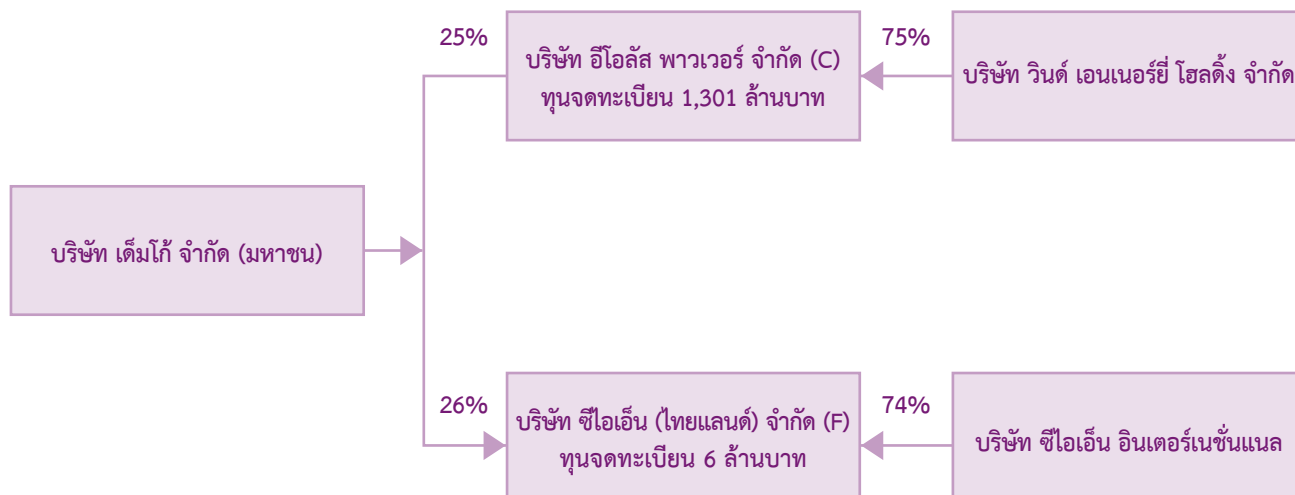 25%
บริษัท อีโอลัส พาวเวอร์ จำกัด (C)
ทุนจดทะเบียน 1,301 ล้านบาท
75%
บริษัท วินด์ เอนเนอร์ยี่ โฮลดิ้ง จำกัด
บริษัท เด็มโก้ จำกัด (มหาชน)
26%
บริษัท ซีไอเอ็น (ไทยแลนด์) จำกัด (F)
ทุนจดทะเบียน 6 ล้านบาท
74%
บริษัท ซีไอเอ็น อินเตอร์เนชั่นแนล